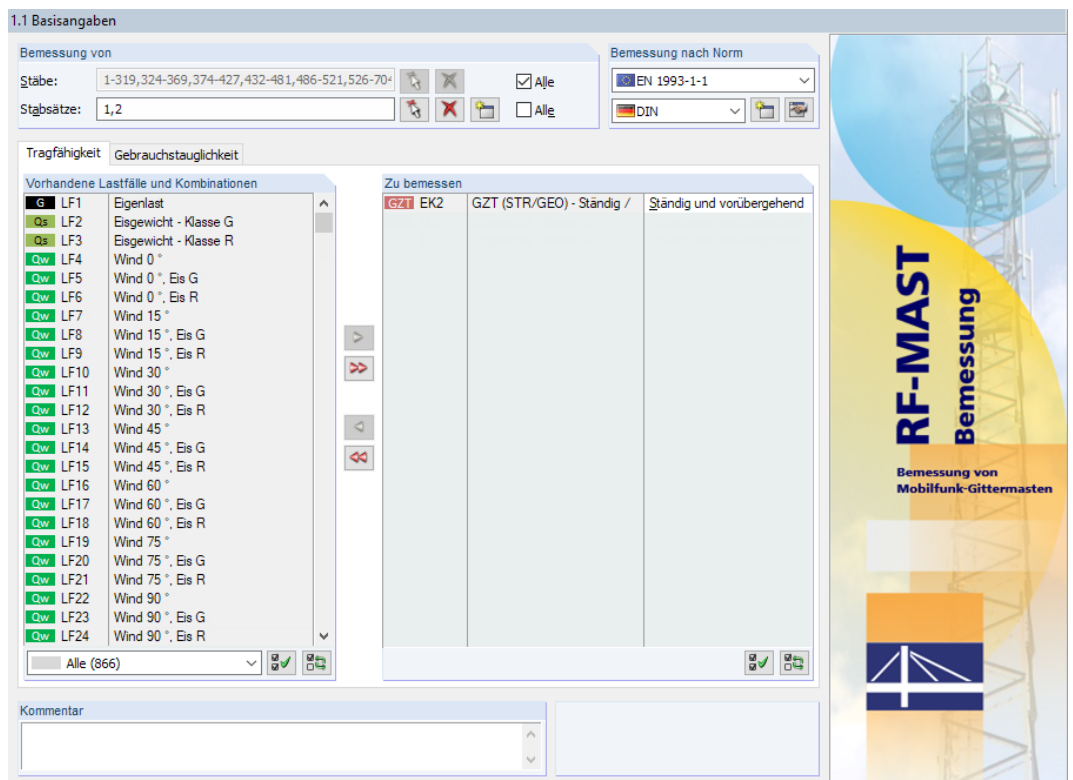 1.1 Basisangaben
Bemessung von
Stäbe: 1-319,324-369,374-427,432-481,486-521,526-704 Alle
Stabsätze: 1,2 Alle
Bemessung nach Norm
EN 1993-1-1
DIN
Tragfähigkeit Gebrauchstauglichkeit
Vorhandene Lastfälle und Kombinationen
G LF1 Eigenlast
Qs LF2 Eisgewicht - Klasse G
Qs LF3 Eisgewicht - Klasse R
Qw LF4 Wind 0 °
Qw LF5 Wind 0 °, Eis G
Qw LF6 Wind 0 °, Eis R
Qw LF7 Wind 15 °
Qw LF8 Wind 15 °, Eis G
Qw LF9 Wind 15 °, Eis R
Qw LF10 Wind 30 °
Qw LF11 Wind 30 °, Eis G
Qw LF12 Wind 30 °, Eis R
Qw LF13 Wind 45 °
Qw LF14 Wind 45 °, Eis G
Qw LF15 Wind 45 °, Eis R
Qw LF16 Wind 60 °
Qw LF17 Wind 60 °, Eis G
Qw LF18 Wind 60 °, Eis R
Qw LF19 Wind 75 °
Qw LF20 Wind 75 °, Eis G
Qw LF21 Wind 75 °, Eis R
Qw LF22 Wind 90 °
Qw LF23 Wind 90 °, Eis G
Qw LF24 Wind 90 °, Eis R
Alle (866)
Zu bemessen
GZT EK2 GZT (STR/GEO) - Ständig / Ständig und vorübergehend
Kommentar
RF-MAST
Bemessung
Bemessung von
Mobilfunk-Gittermasten